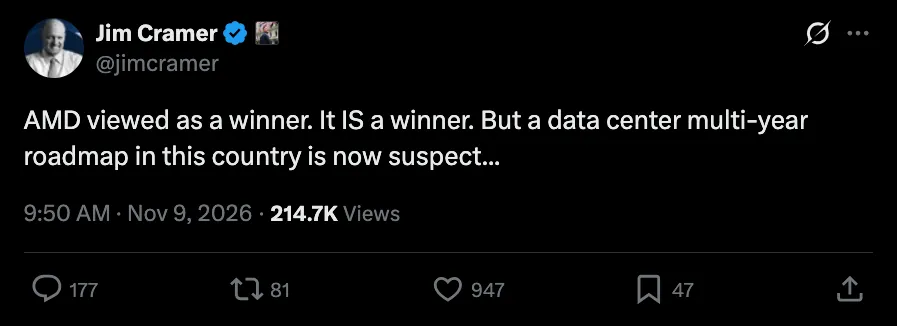 Jim Cramer
@jimcramer
AMD viewed as a winner. It IS a winner. But a data center multi-year
roadmap in this country is now suspect...
9:50 AM · Nov 9, 2026 · 214.7K Views
177 81 947 47